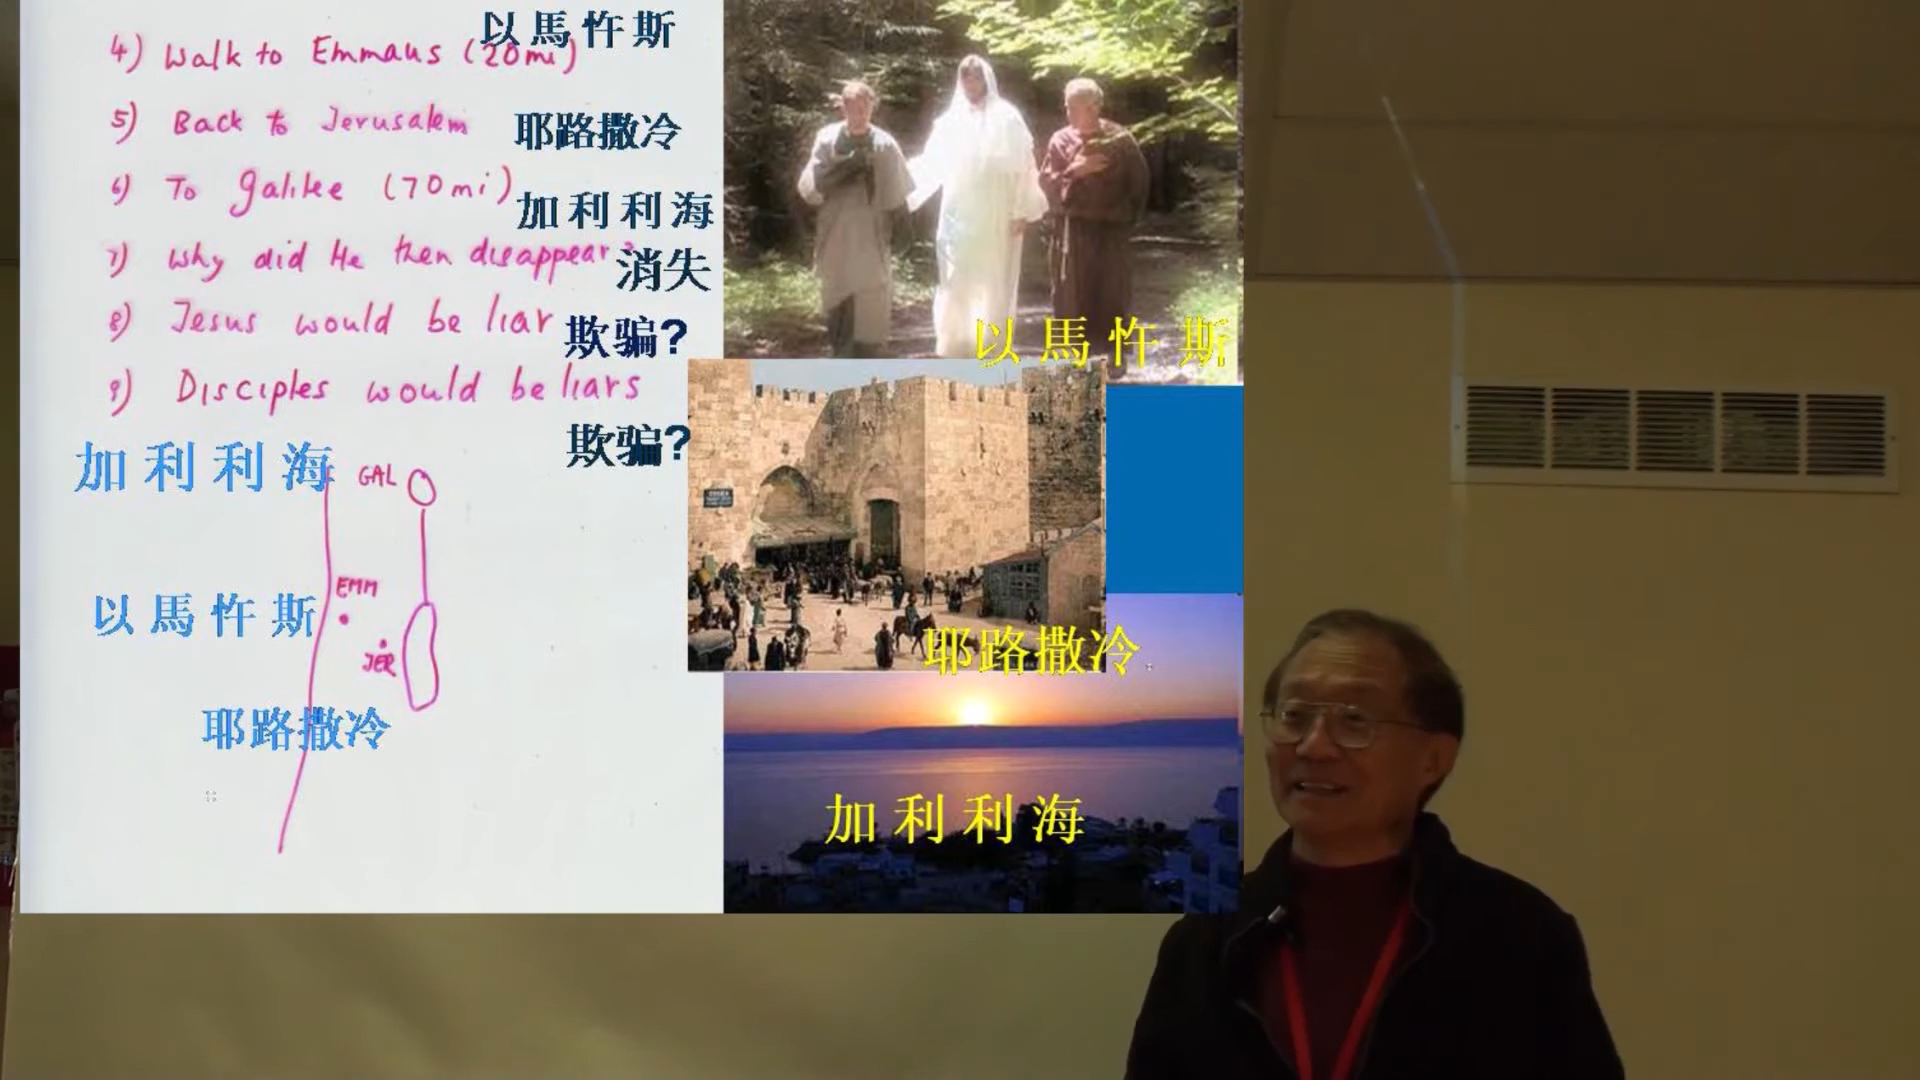 4) Walk to Emmaus (20mi) 以馬忤斯
5) Back to Jerusalem 耶路撒冷
6) To Galilee (70mi) 加利利海
7) Why did He then disappear? 消失
8) Jesus would be liar 欺骗?
9) Disciples would be liars
欺骗?
加利利海 GAL
EMM
以馬忤斯
JER
耶路撒冷
以馬忤斯
耶路撒冷
加利利海